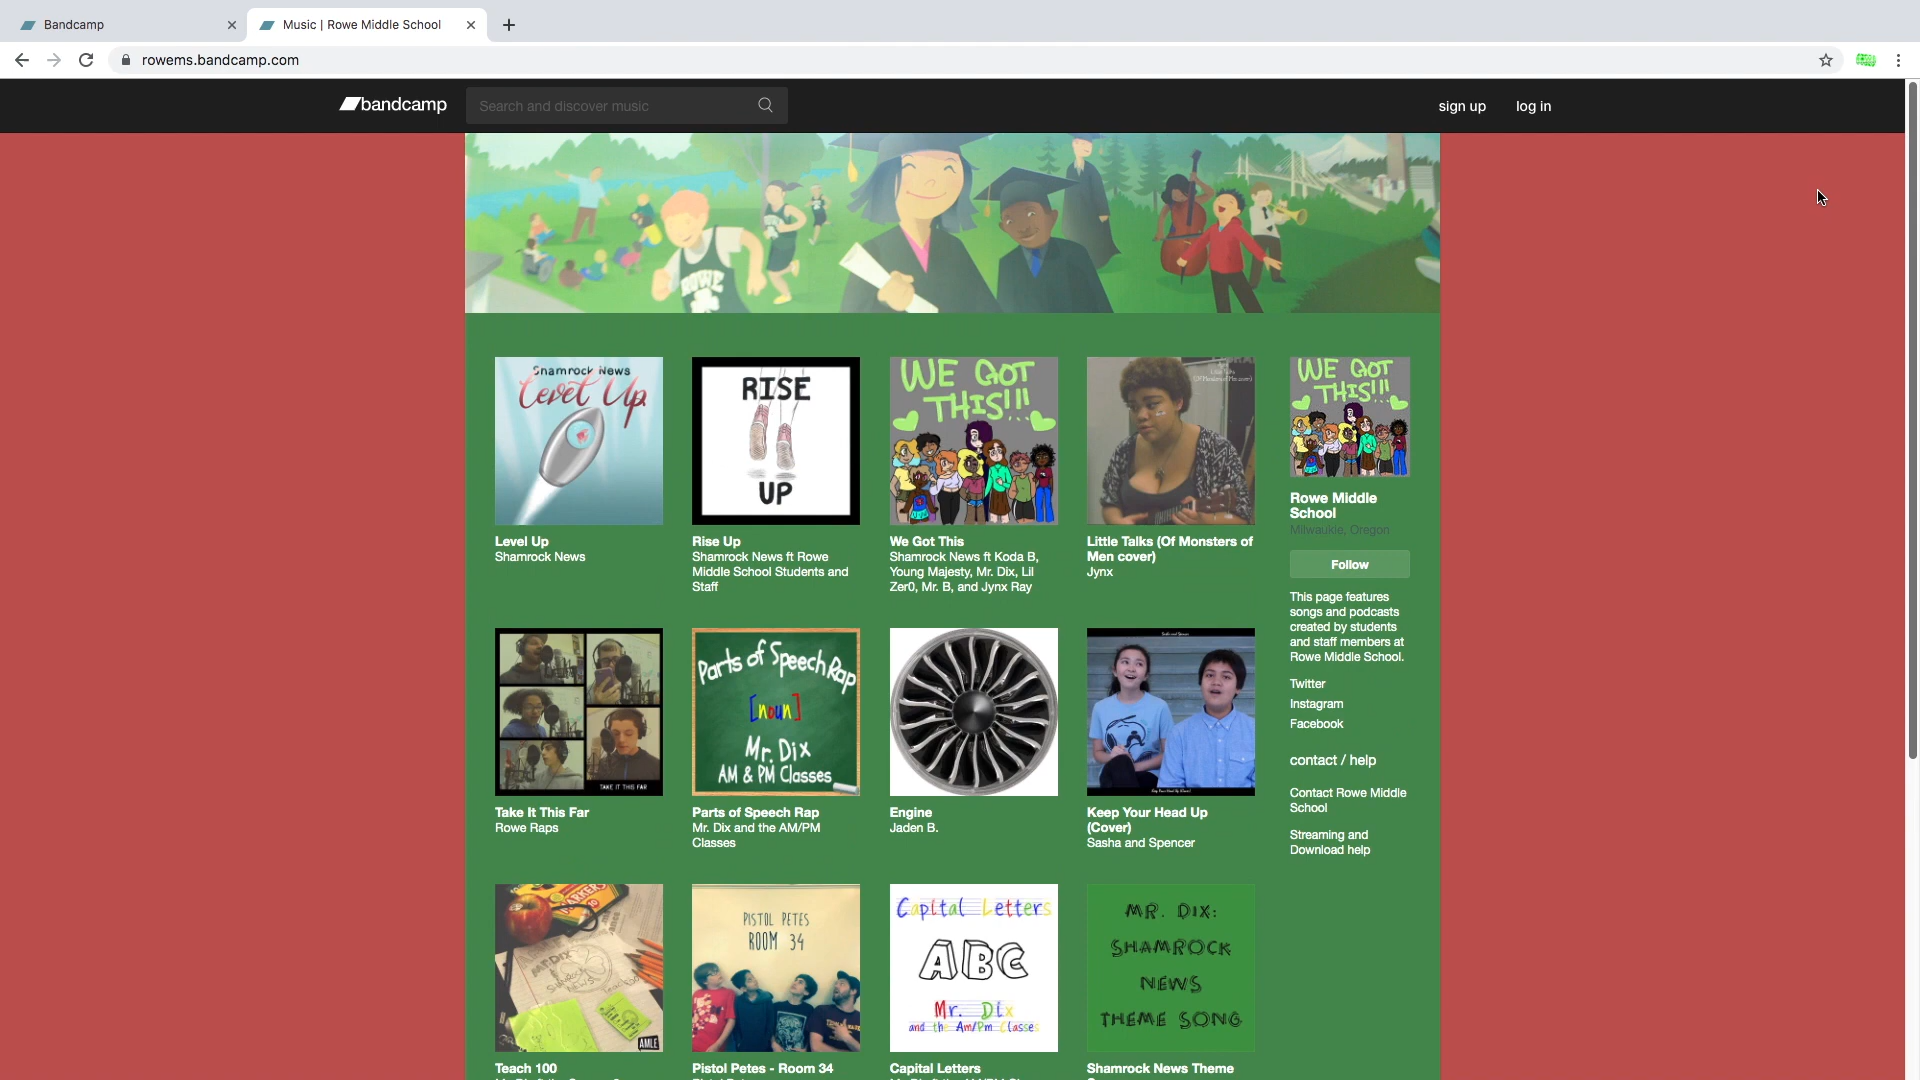 Bandcamp
Music | Rowe Middle School
rowems.bandcamp.com
bandcamp
Search and discover music
sign up
log in
ROWE
Shamrock News
Level Up
RISE
UP
WE GOT
THIS!!!
WE GOT
THIS!!!
Level Up
Shamrock News
Rise Up
Shamrock News ft Rowe
Middle School Students and
Staff
We Got This
Shamrock News ft Koda B,
Young Majesty, Mr. Dix, Lil
Zer0, Mr. B, and Jynx Ray
Little Talks (Of Monsters of
Men cover)
Jynx
Rowe Middle
School
Milwaukie, Oregon
Follow
This page features
songs and podcasts
created by students
and staff members at
Rowe Middle School.
Twitter
Instagram
Facebook
contact / help
Contact Rowe Middle
School
Streaming and
Download help
TAKE IT THIS FAR
Parts of Speech Rap
[noun]
Mr. Dix
AM & PM Classes
Take It This Far
Rowe Raps
Parts of Speech Rap
Mr. Dix and the AM/PM
Classes
Engine
Jaden B.
Keep Your Head Up
(Cover)
Sasha and Spencer
MARKERS
MR DIX
AMLE
PISTOL PETES
ROOM 34
Capital Letters
ABC
Mr. Dix
and the Am/Pm Classes
MR. DIX:
SHAMROCK
NEWS
THEME SONG
Teach 100
Pistol Petes - Room 34
Capital Letters
Shamrock News Theme